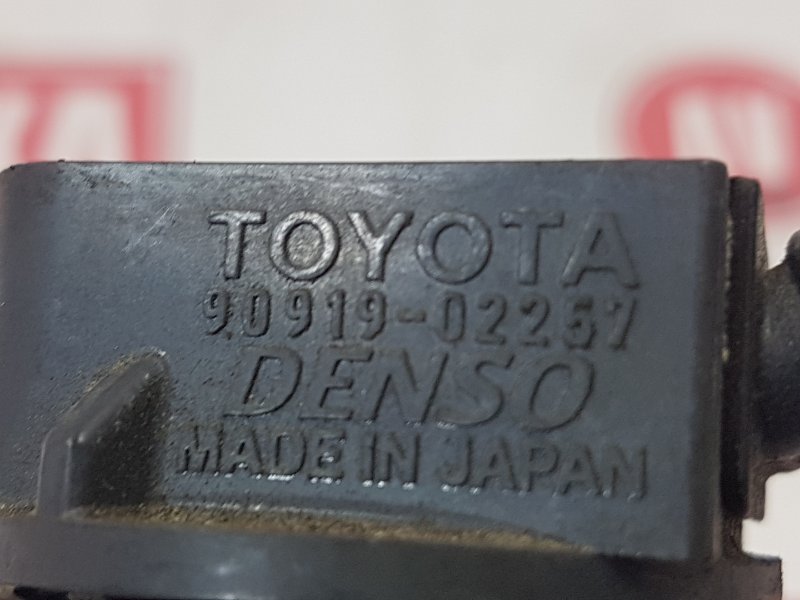 TOYOTA
90919-02257
DENSO
MADE IN JAPAN